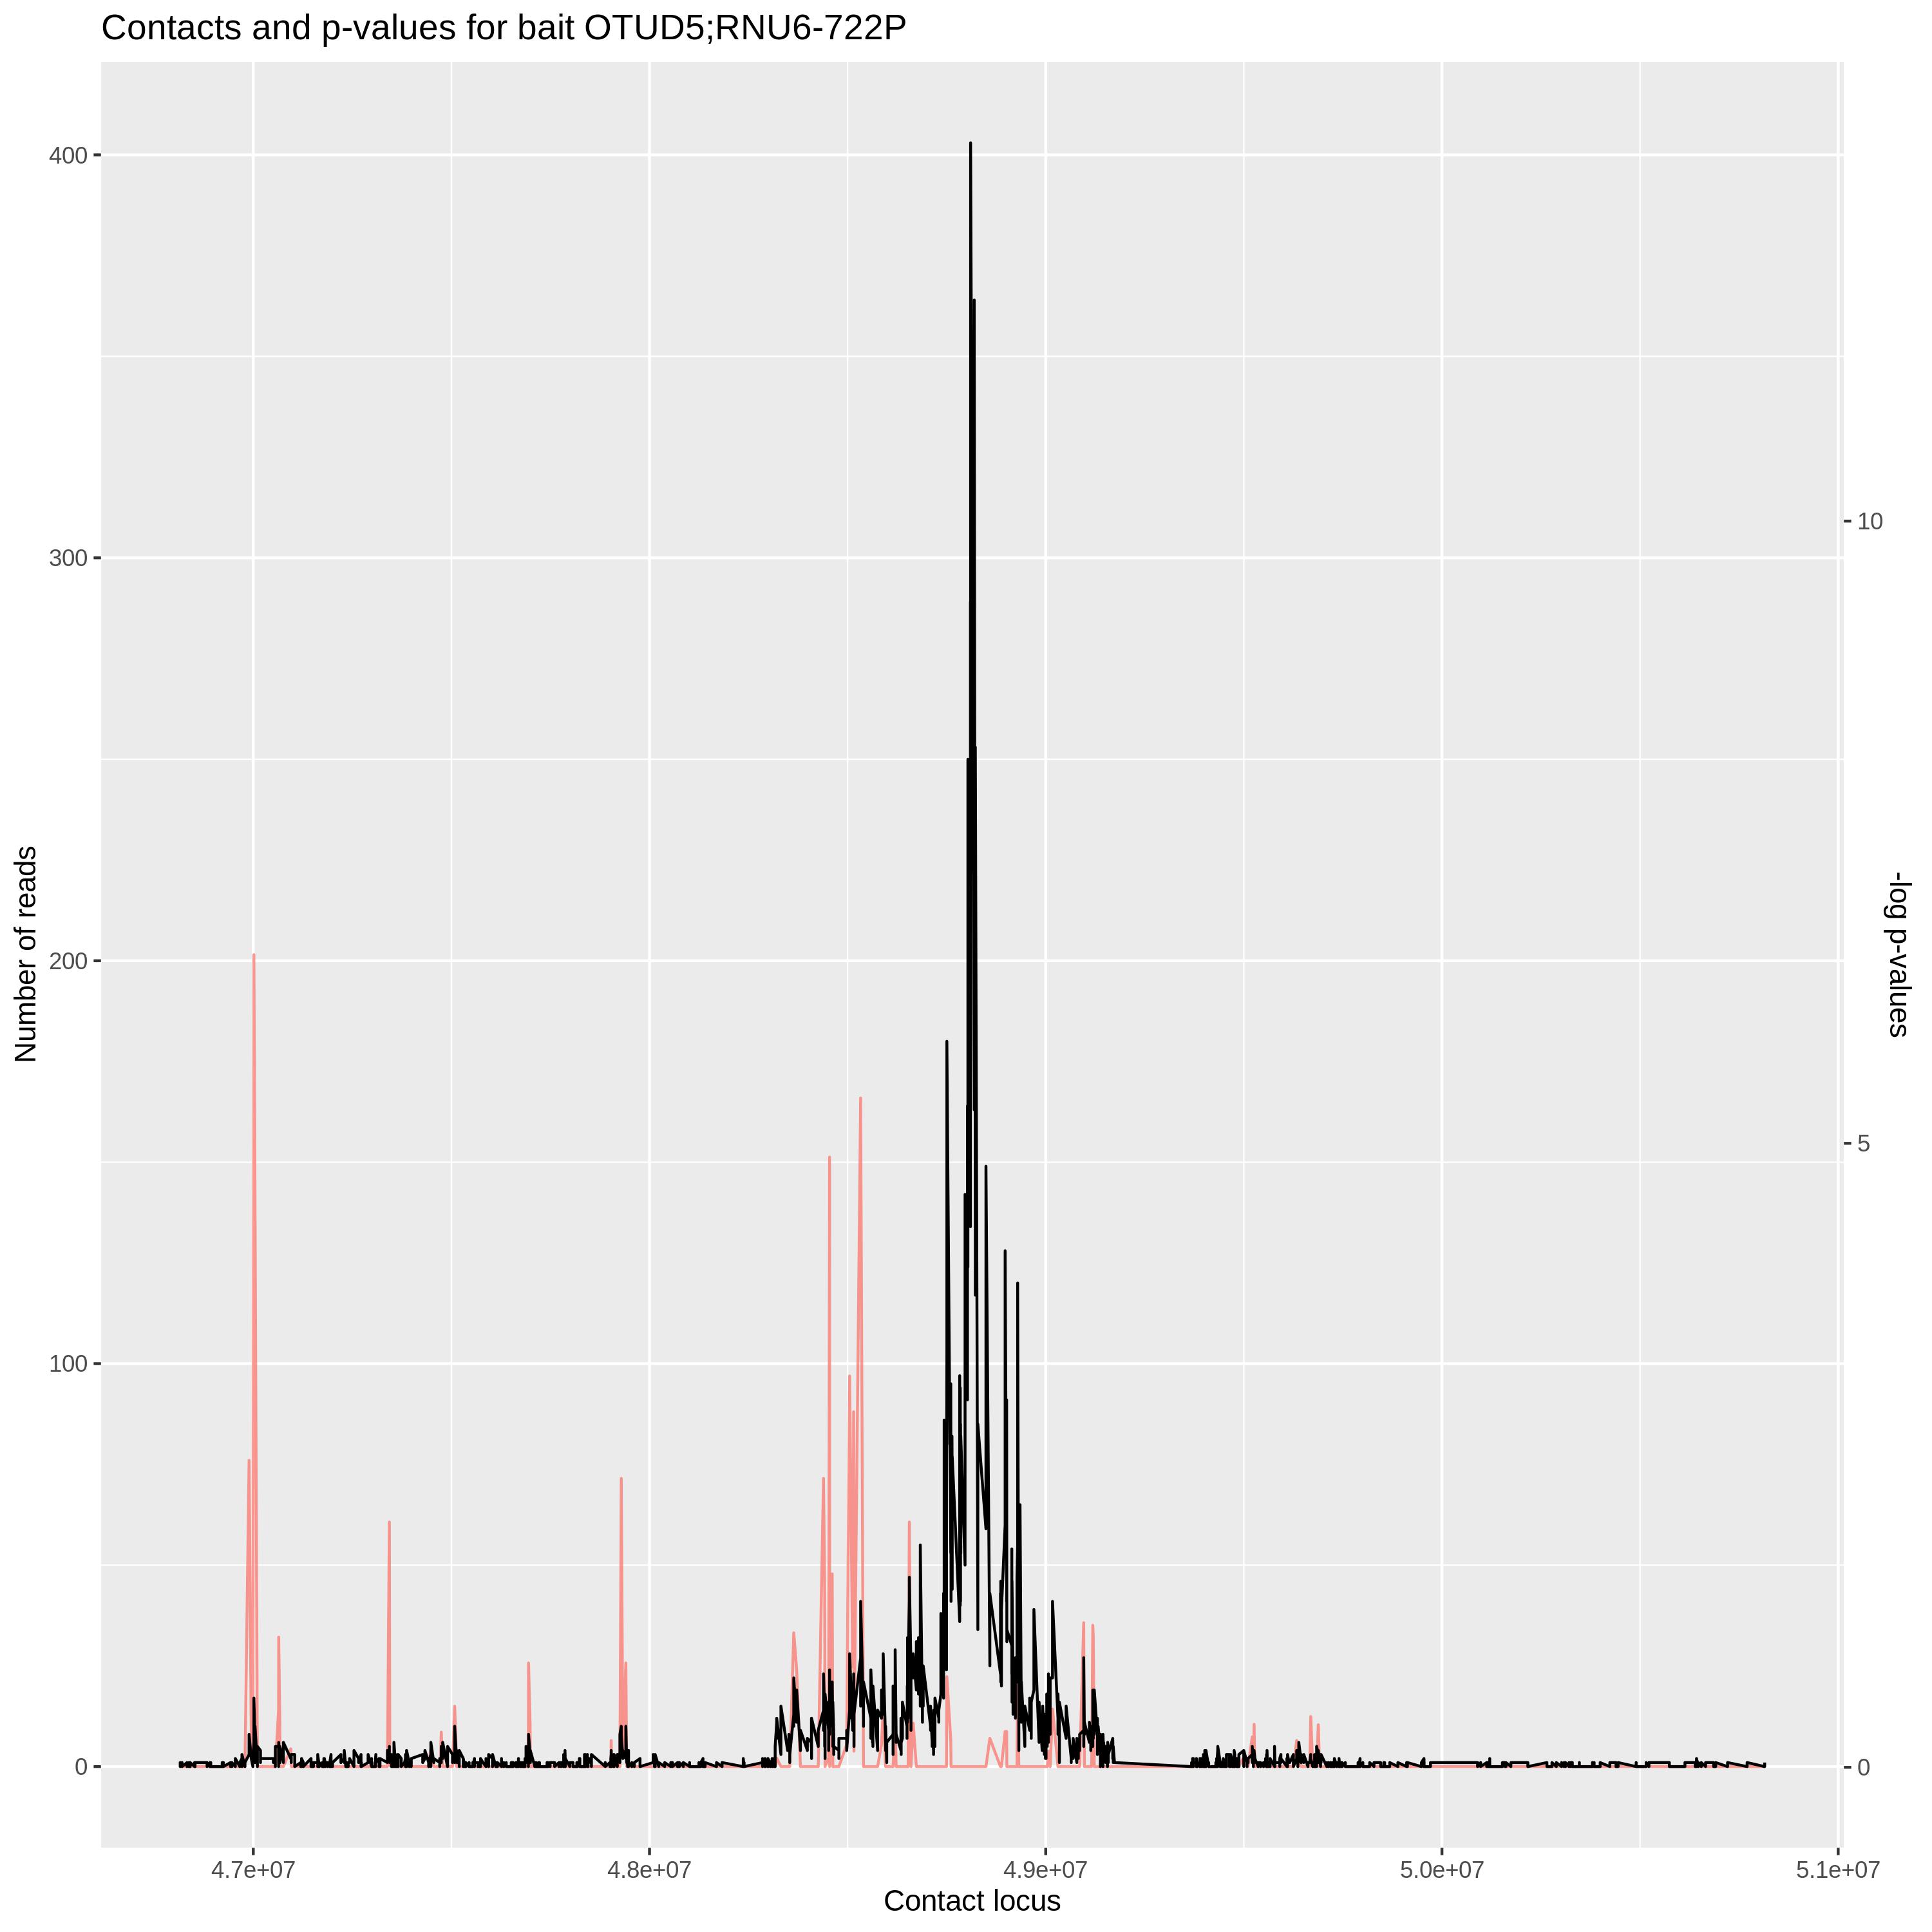 Contacts and p-values for bait OTUD5;RNU6-722P
400
300
200
100
0
Number of reads
10
5
0
-log p-values
4.7e+07
4.8e+07
4.9e+07
5.0e+07
5.1e+07
Contact locus